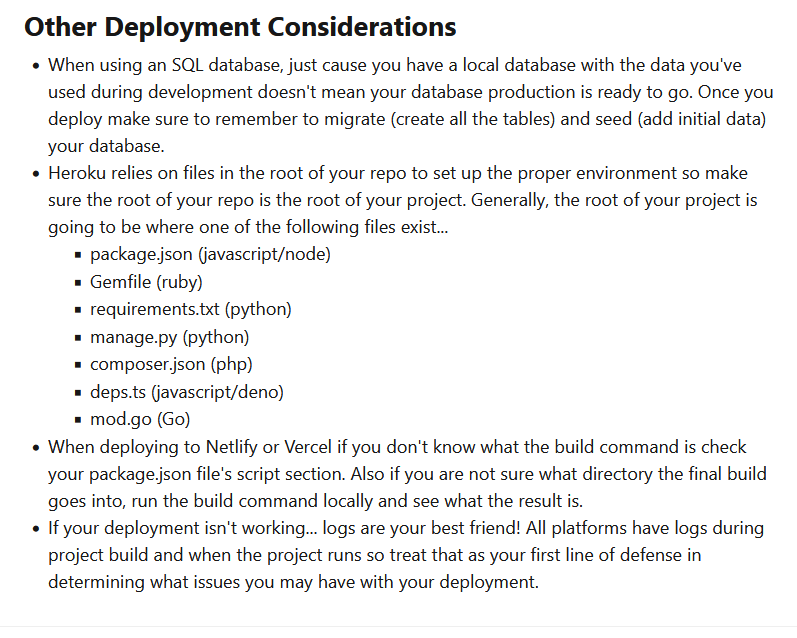 Other Deployment Considerations
• When using an SQL database, just cause you have a local database with the data you've
used during development doesn't mean your database production is ready to go. Once you
deploy make sure to remember to migrate (create all the tables) and seed (add initial data)
your database.
• Heroku relies on files in the root of your repo to set up the proper environment so make
sure the root of your repo is the root of your project. Generally, the root of your project is
going to be where one of the following files exist...
▪ package.json (javascript/node)
▪ Gemfile (ruby)
▪ requirements.txt (python)
▪ manage.py (python)
▪ composer.json (php)
▪ deps.ts (javascript/deno)
▪ mod.go (Go)
• When deploying to Netlify or Vercel if you don't know what the build command is check
your package.json file's script section. Also if you are not sure what directory the final build
goes into, run the build command locally and see what the result is.
• If your deployment isn't working... logs are your best friend! All platforms have logs during
project build and when the project runs so treat that as your first line of defense in
determining what issues you may have with your deployment.